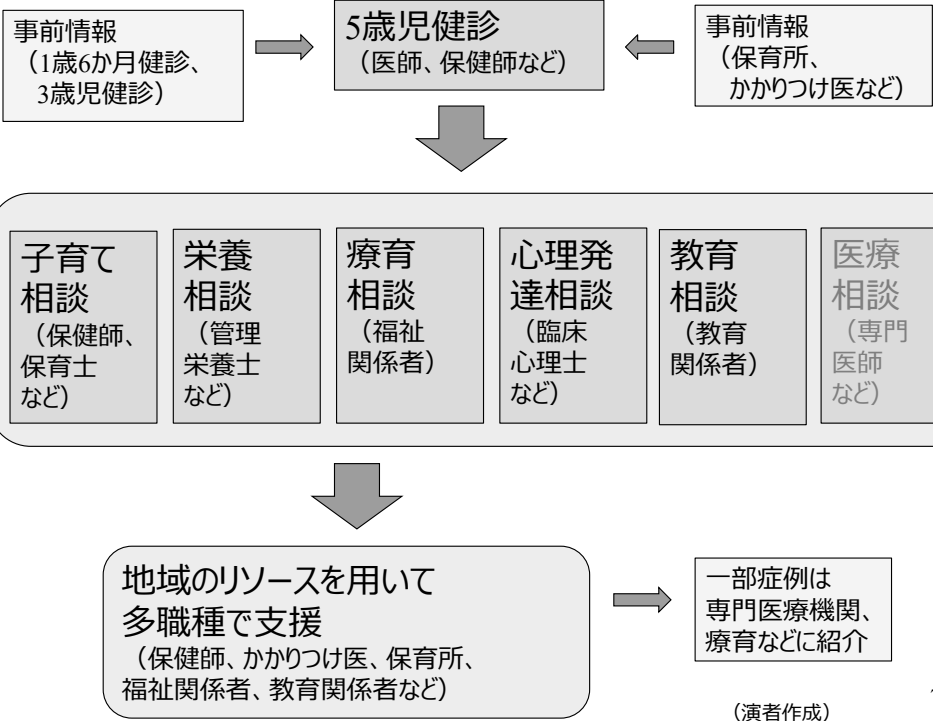 事前情報
（1歳6か月健診、
3歳児健診）
5歳児健診
（医師、保健師など）
事前情報
（保育所、
かかりつけ医など）
子育て
相談
（保健師、
保育士
など）
栄養
相談
（管理
栄養士
など）
療育
相談
（福祉
関係者）
心理発
達相談
（臨床
心理士
など）
教育
相談
（教育
関係者）
医療
相談
（専門
医師
など）
地域のリソースを用いて
多職種で支援
（保健師、かかりつけ医、保育所、
福祉関係者、教育関係者など）
一部症例は
専門医療機関、
療育などに紹介
（演者作成）